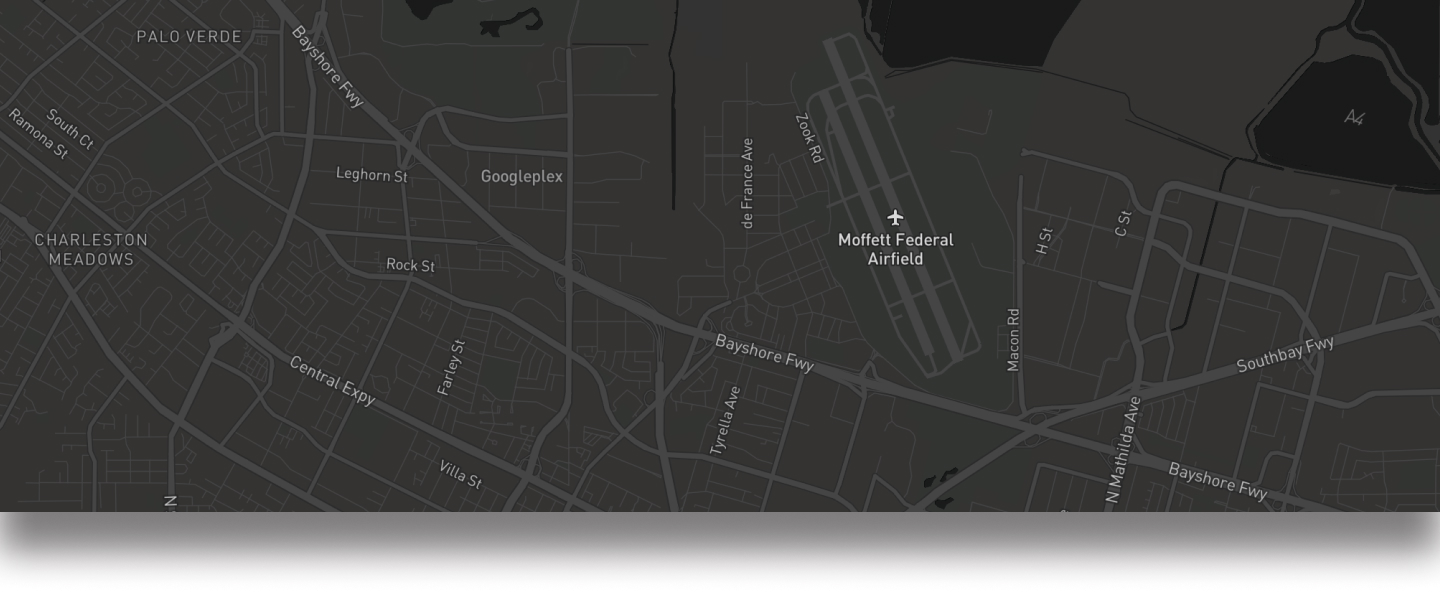 PALO VERDE
Bayshore Fwy
South Ct
Ramona St
Leghorn St
Googleplex
de France Ave
Zook Rd
A4
CHARLESTON
MEADOWS
Rock St
Moffett Federal
Airfield
H St
C St
Macon Rd
Farley St
Central Expy
Bayshore Fwy
Southbay Fwy
Tyrella Ave
Villa St
N Mathilda Ave
Bayshore Fwy
N